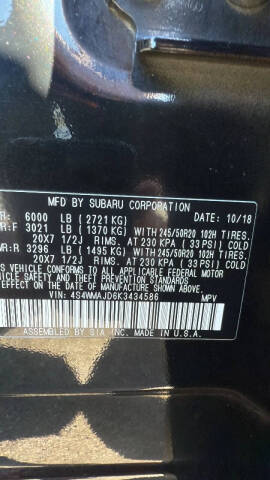 MFD BY SUBARU CORPORATION
R: 6000 LB (2721 KG) DATE: 10/18
WR:F 3021 LB (1370 KG) WITH 245/50R20 102H TIRES,
20X7 1/2J RIMS, AT 230 KPA (33 PSI) COLD
WR:R 3296 LB (1495 KG) WITH 245/50R20 102H TIRES,
20X7 1/2J RIMS, AT 230 KPA (33 PSI) COLD
VEHICLE CONFORMS TO ALL APPLICABLE FEDERAL MOTOR
VEHICLE SAFETY AND BUMPER STANDARDS IN EFFECT ON
DATE OF MANUFACTURE SHOWN ABOVE.
VIN: 4S4WMAJD6K3434586 MPV
ASSEMBLED BY SIA, INC. MADE IN U.S.A.